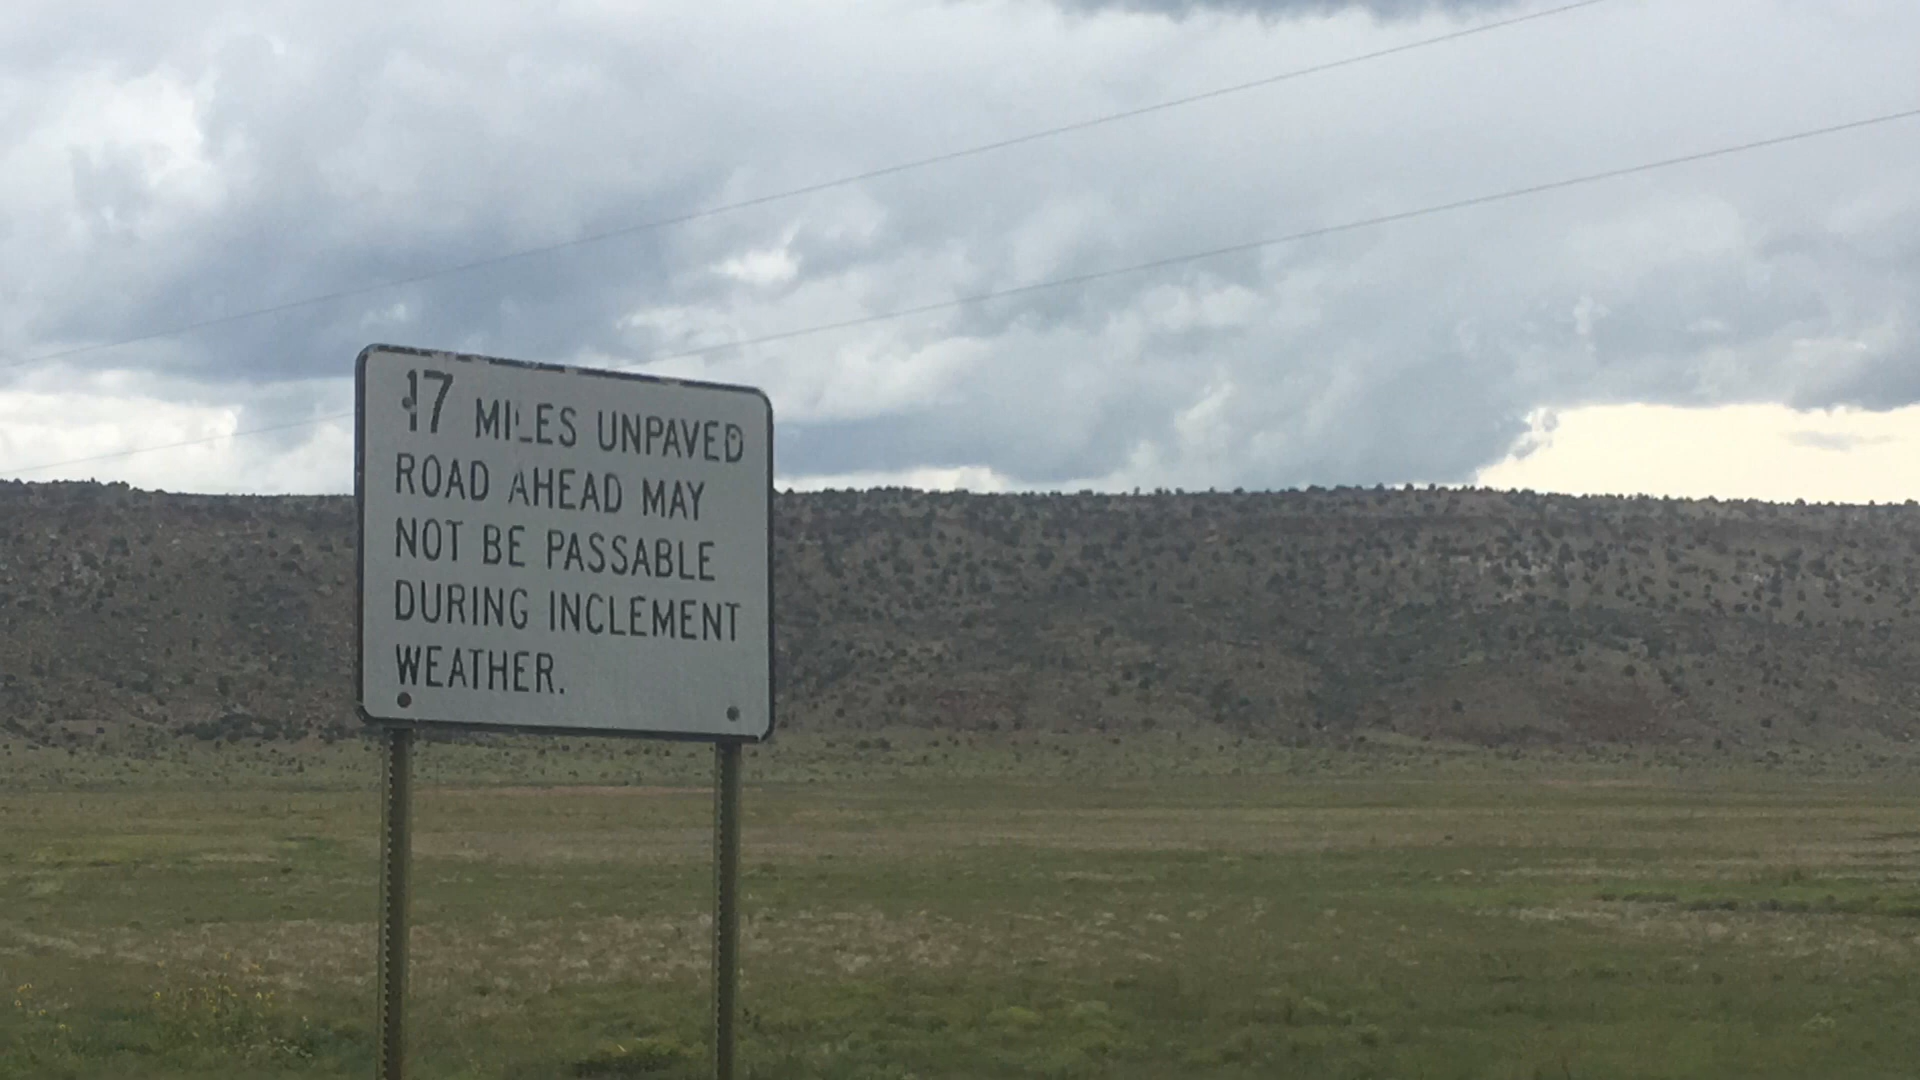 17 MILES UNPAVED
ROAD AHEAD MAY
NOT BE PASSABLE
DURING INCLEMENT
WEATHER.